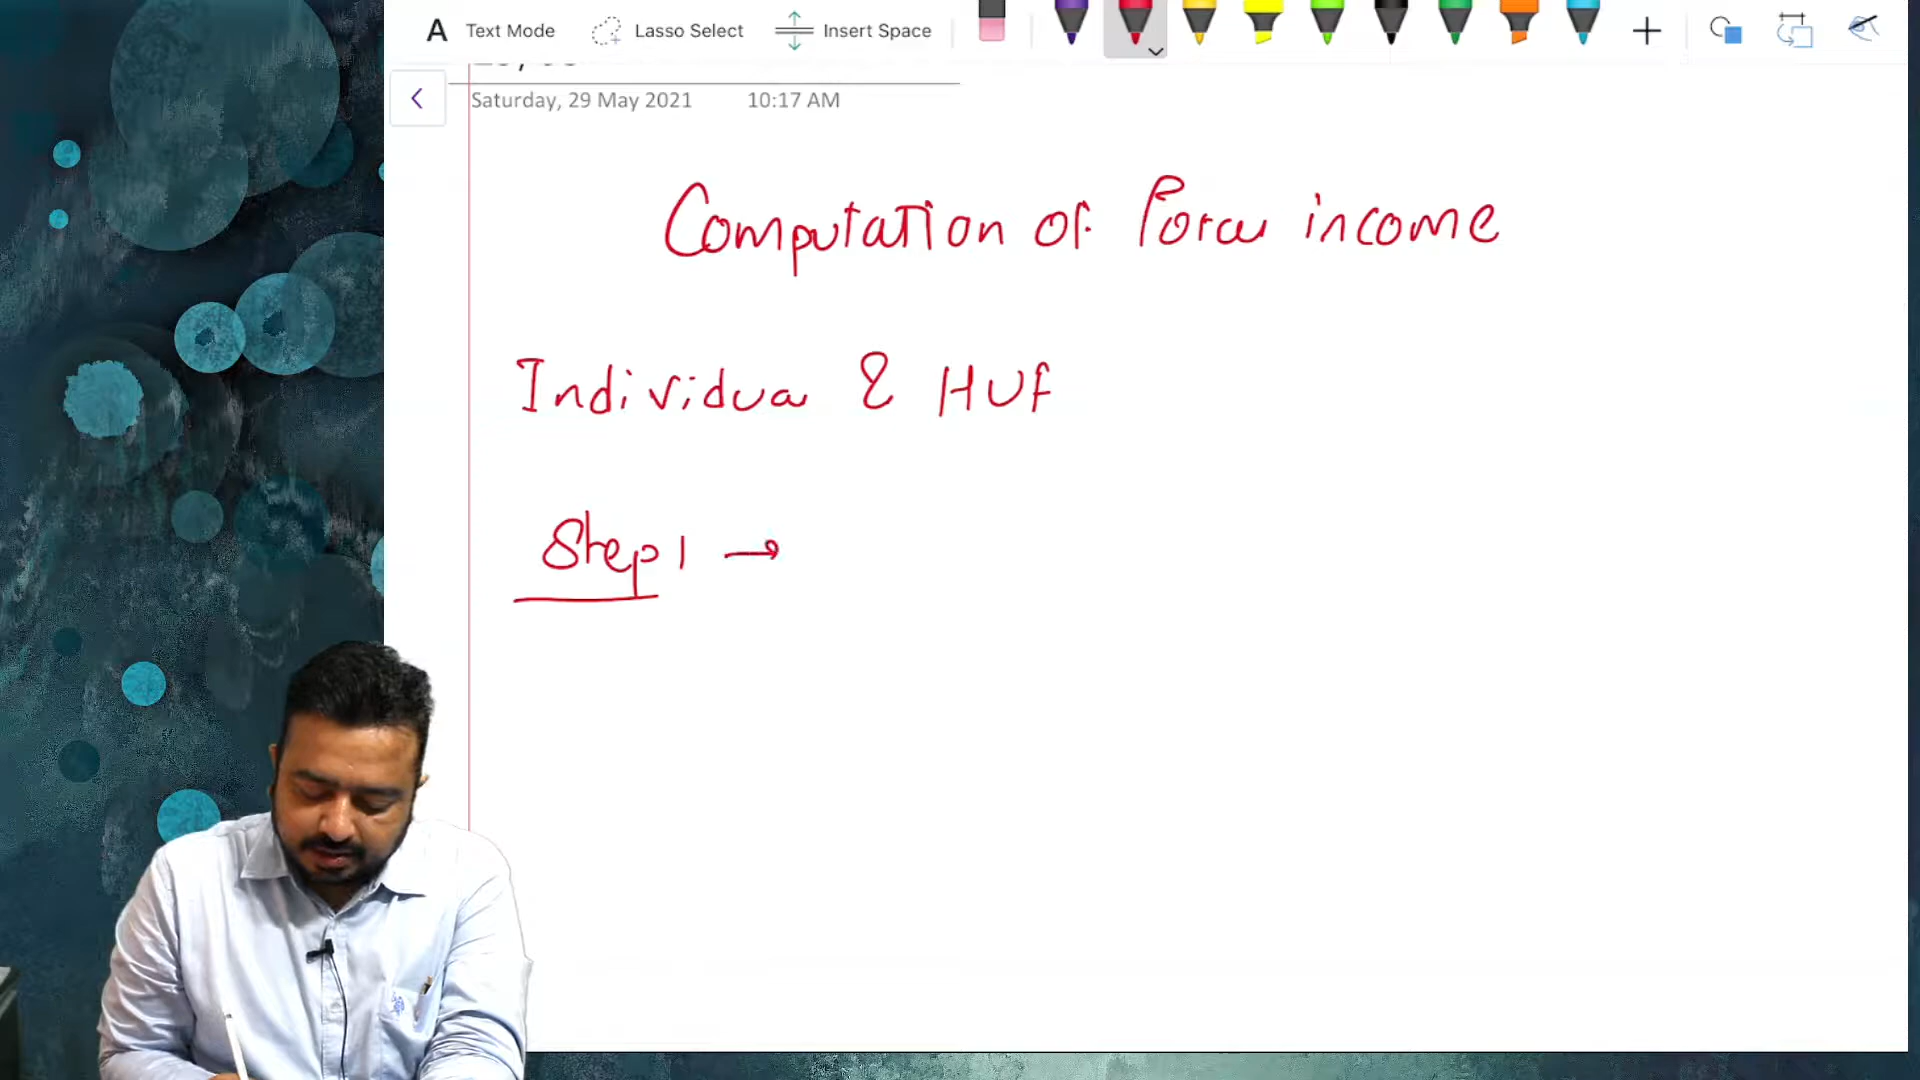 A Text Mode Lasso Select Insert Space
Saturday, 29 May 2021 10:17 AM
Computation of income
Individua & HUF
Step 1 →